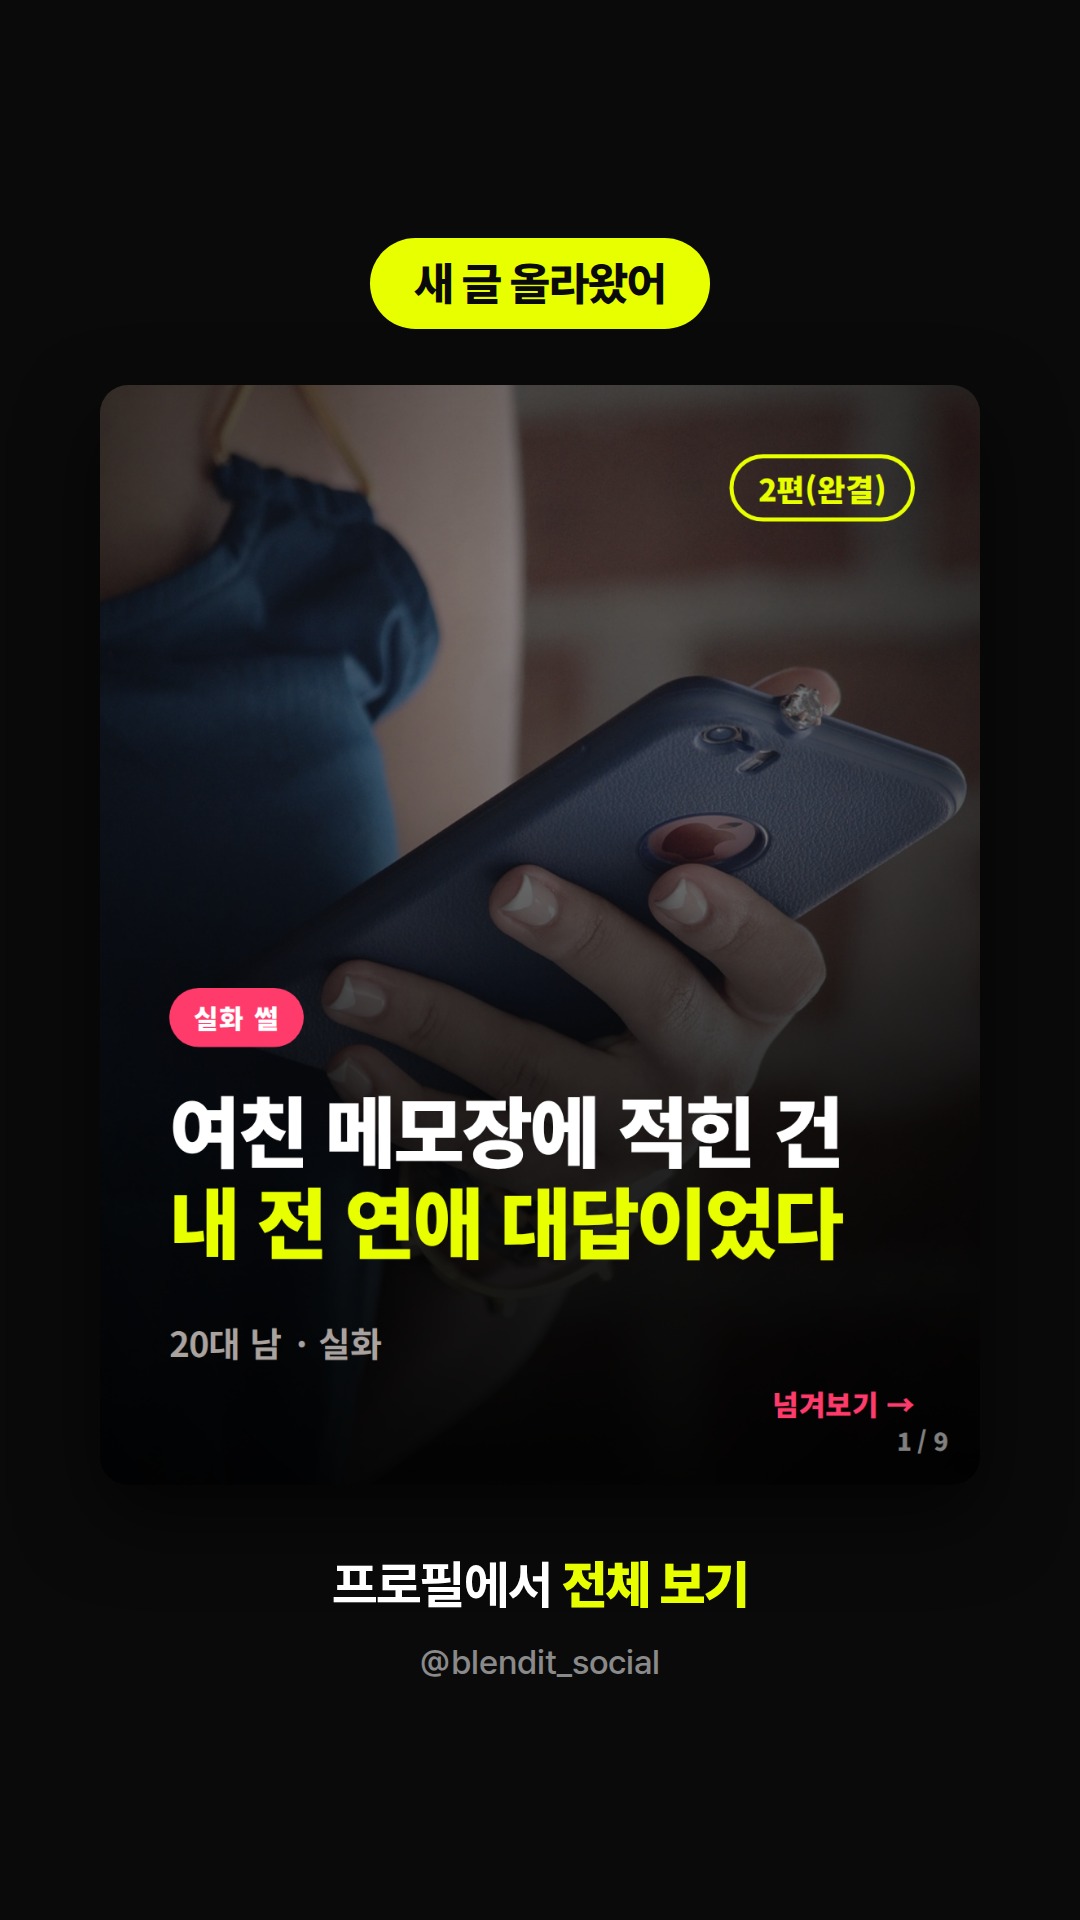 새 글 올라왔어
2편(완결)
실화 썰
여친 메모장에 적힌 건
내 전 연애 대답이었다
20대 남 · 실화
넘겨보기 →
1 / 9
프로필에서 전체 보기
@blendit_social